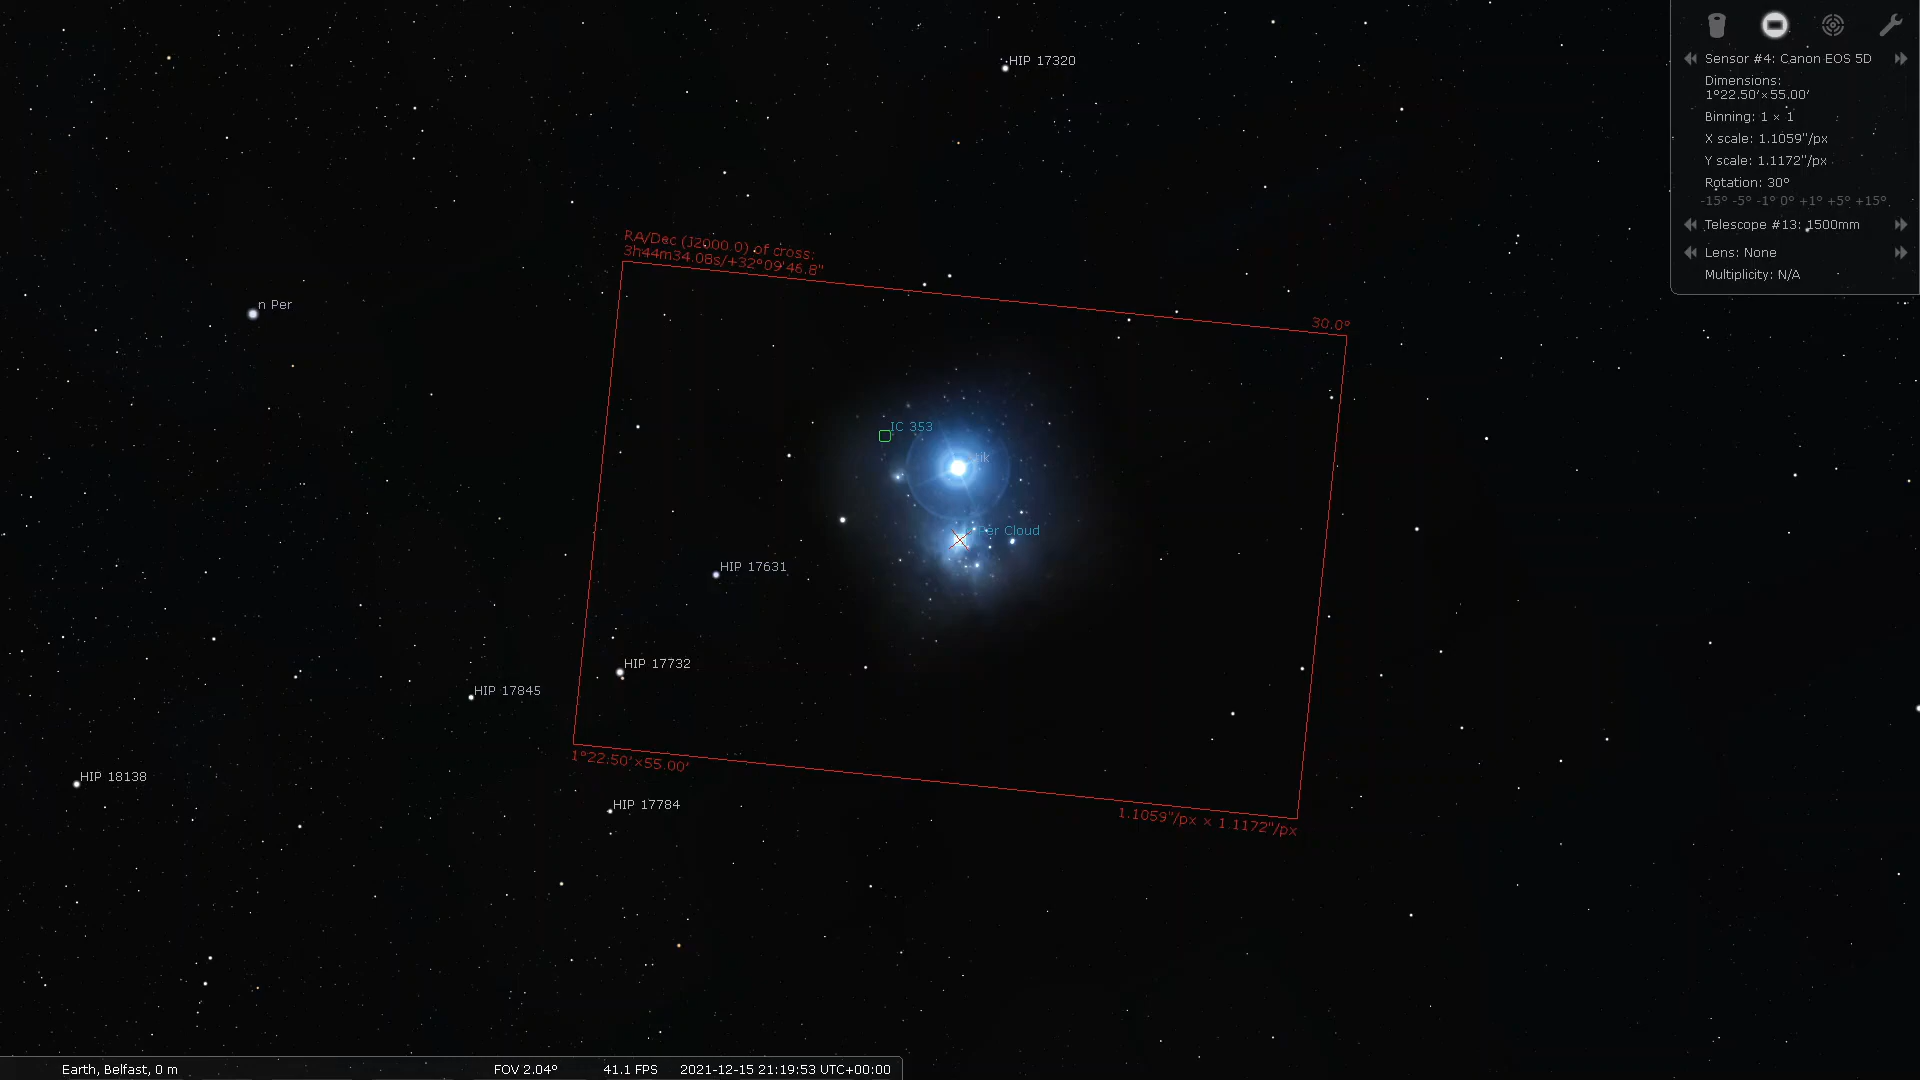 HIP 17320
Sensor #4: Canon EOS 5D
Dimensions:
1°22.50'×55.00'
Binning: 1 × 1
X scale: 1.1059"/px
Y scale: 1.1172"/px
Rotation: 30°
-15° -5° -1° 0° +1° +5° +15°
Telescope #13: 1500mm
Lens: None
Multiplicity: N/A
RA/Dec (J2000.0) of cross:
3h44m34.08s/+32°09'46.8"
n Per
30.0°
IC 353
Per Cloud
HIP 17631
HIP 17732
HIP 17845
1°22.50'×55.00'
HIP 18138
HIP 17784
1.1059"/px × 1.1172"/px
Earth, Belfast, 0 m
FOV 2.04°
41.1 FPS
2021-12-15 21:19:53 UTC+00:00